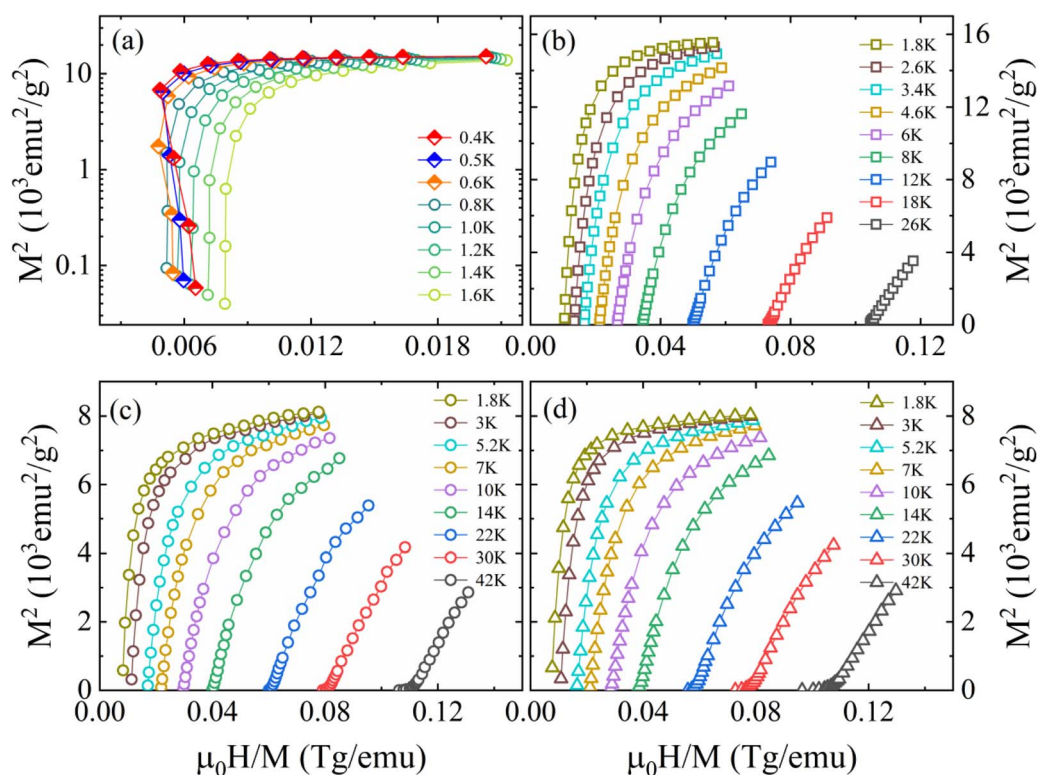 (a)
M² (10³emu²/g²)
10
1
0.1
0.006
0.012
0.018
0.4K
0.5K
0.6K
0.8K
1.0K
1.2K
1.4K
1.6K
(b)
M² (10³emu²/g²)
16
12
8
4
0
0.00
0.04
0.08
0.12
1.8K
2.6K
3.4K
4.6K
6K
8K
12K
18K
26K
(c)
M² (10³emu²/g²)
8
6
4
2
0
0.00
0.04
0.08
0.12
μ₀H/M (Tg/emu)
1.8K
3K
5.2K
7K
10K
14K
22K
30K
42K
(d)
M² (10³emu²/g²)
8
6
4
2
0
0.00
0.04
0.08
0.12
μ₀H/M (Tg/emu)
1.8K
3K
5.2K
7K
10K
14K
22K
30K
42K